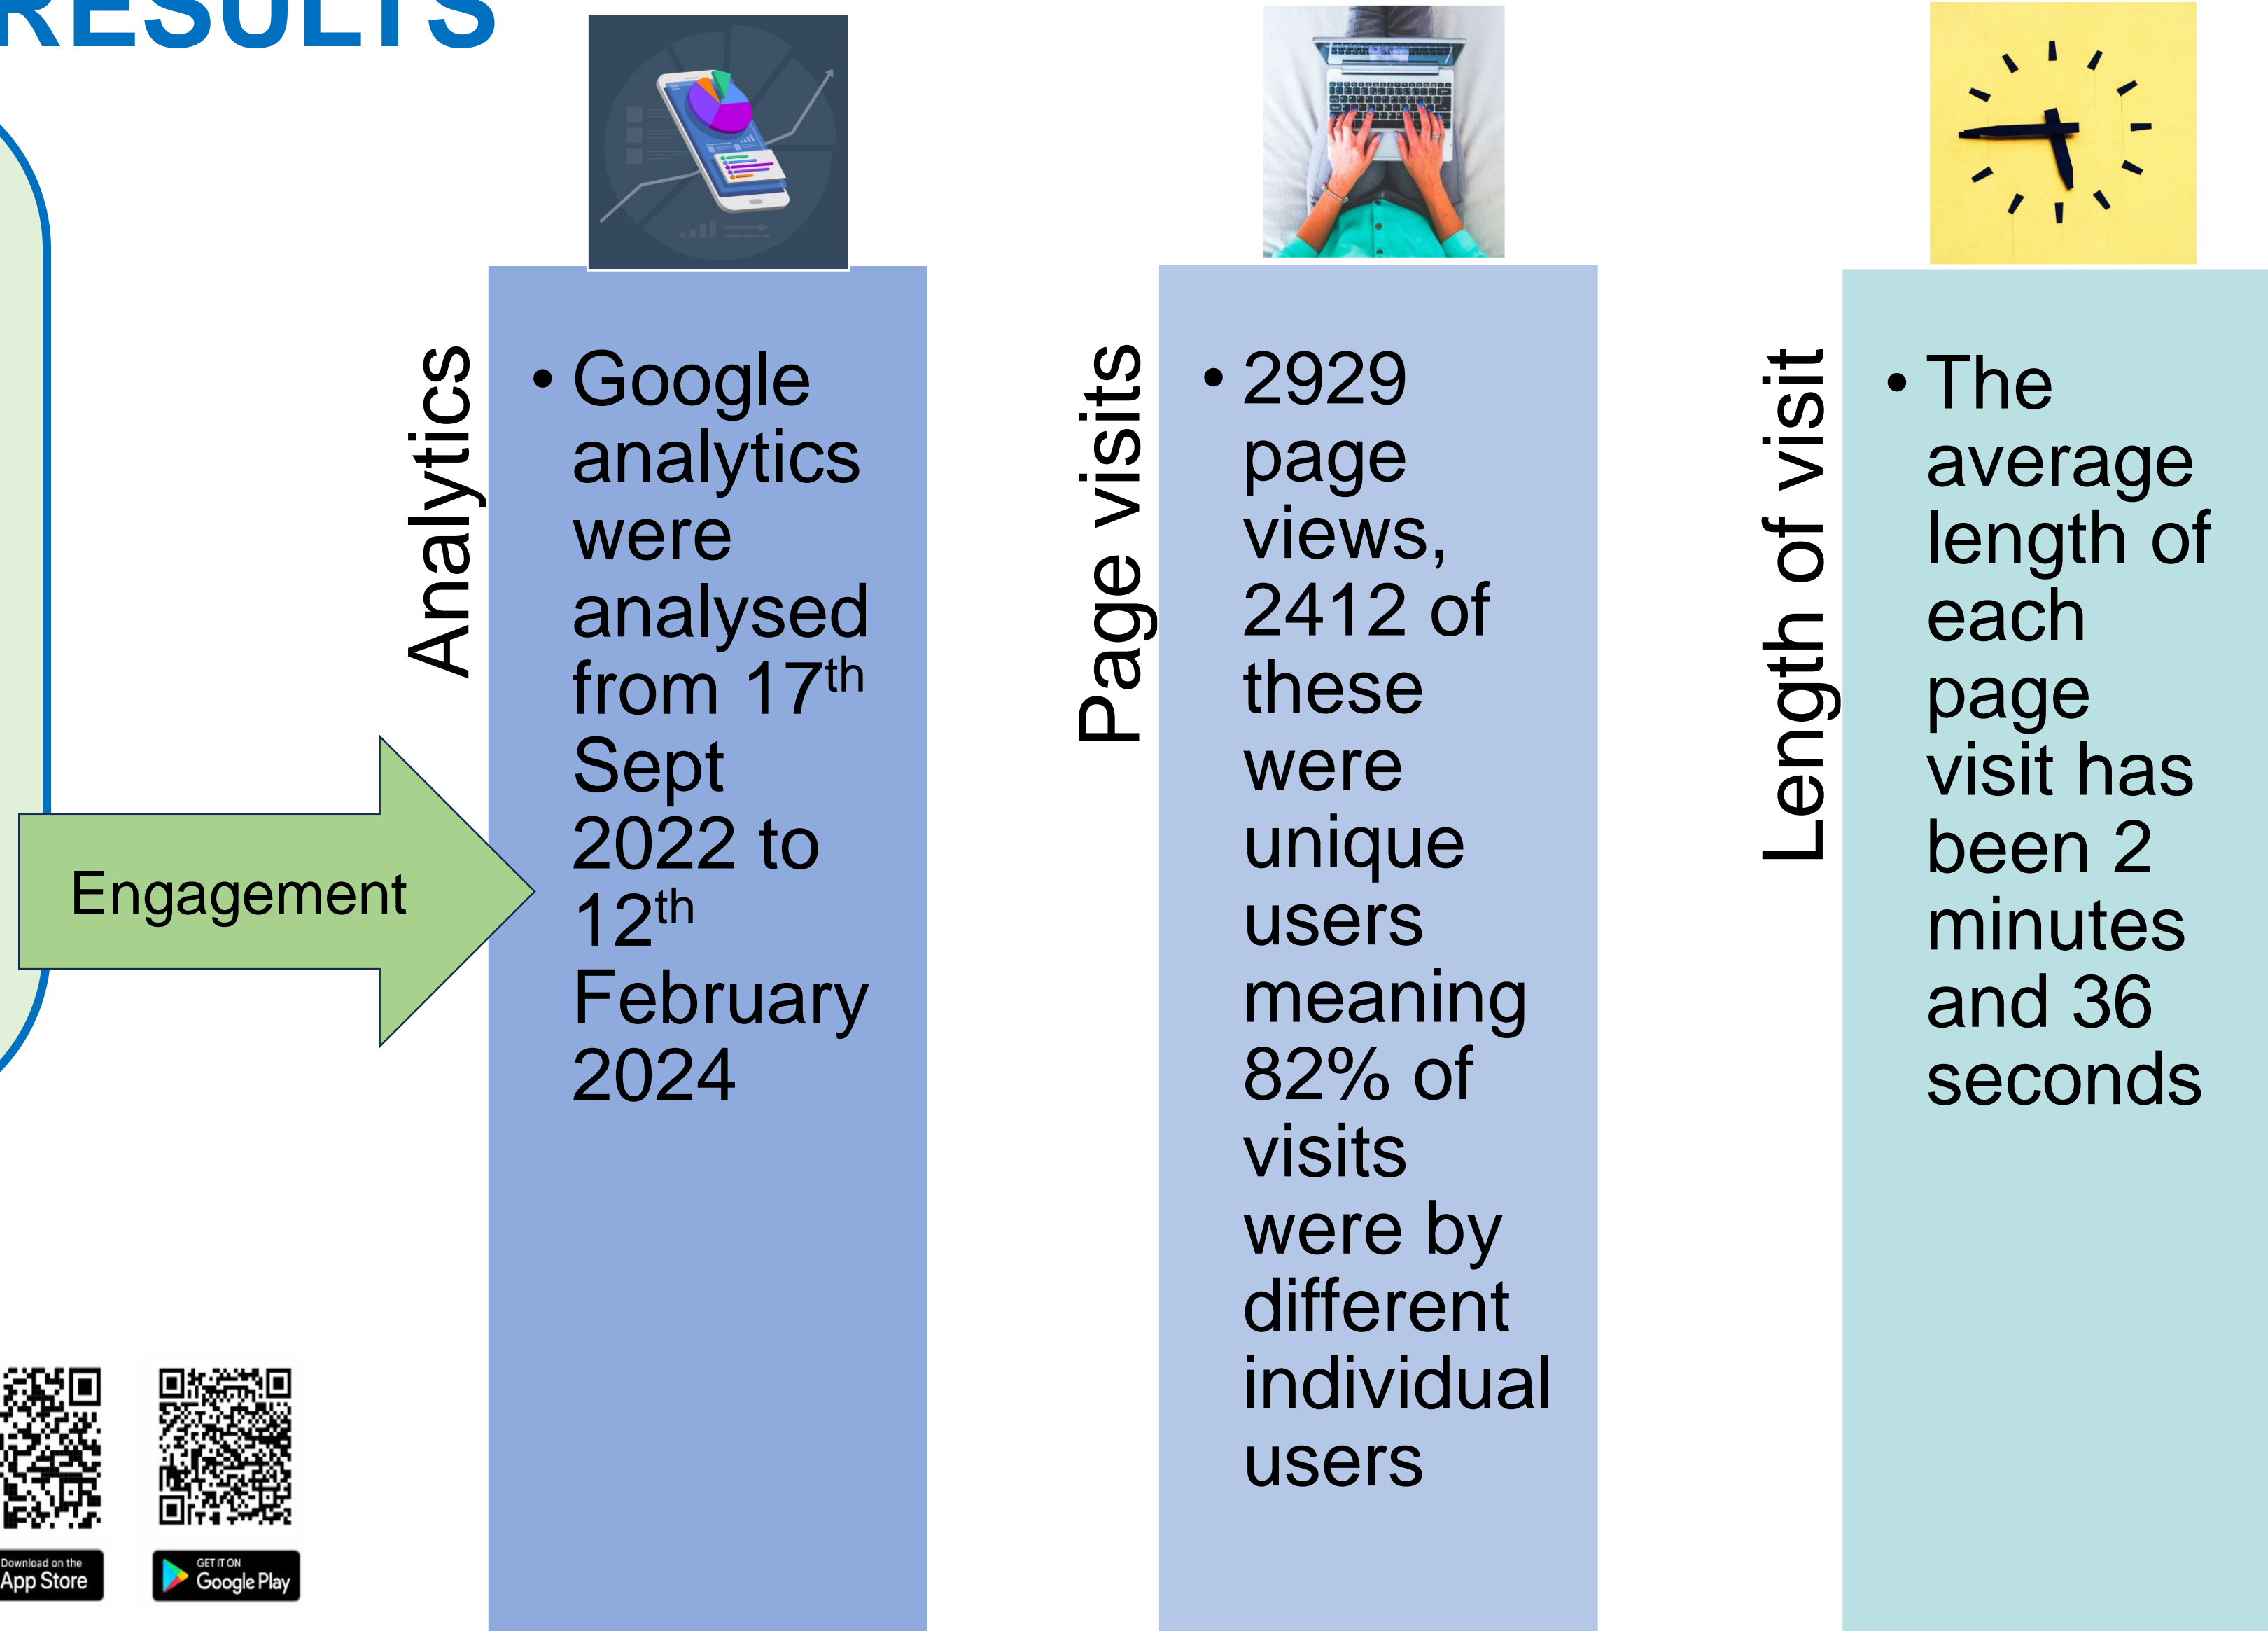 RESULTS
Engagement
Download on the
App Store
GET IT ON
Google Play
Analytics
• Google
analytics
were
analysed
from 17th
Sept
2022 to
12th
February
2024
Page visits
• 2929
page
views,
2412 of
these
were
unique
users
meaning
82% of
visits
were by
different
individual
users
Length of visit
• The
average
length of
each
page
visit has
been 2
minutes
and 36
seconds